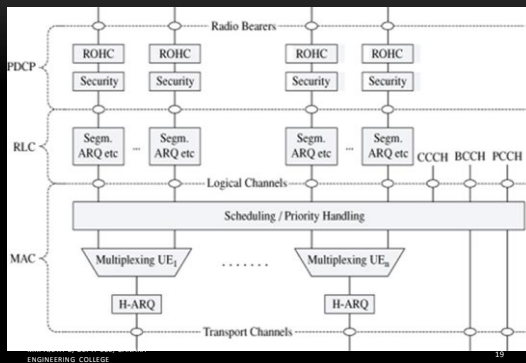 Radio Bearers
PDCP
ROHC ROHC ROHC ROHC
Security Security Security Security
RLC
Segm. ARQ etc ... Segm. ARQ etc Segm. ARQ etc ... Segm. ARQ etc
CCCH BCCH PCCH
Logical Channels
Scheduling / Priority Handling
MAC
Multiplexing UE1 ....... Multiplexing UEn
H-ARQ H-ARQ
Transport Channels
ENGINEERING COLLEGE
19